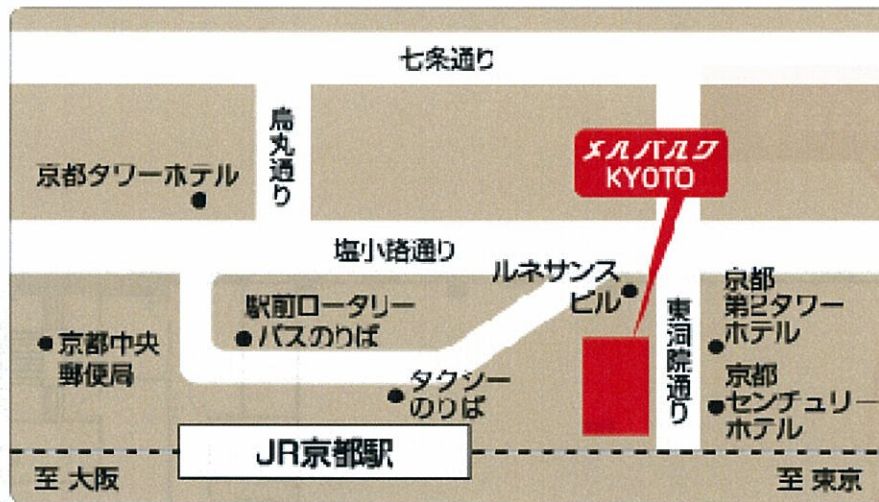 七条通り
烏丸通り
メルパルク
KYOTO
京都タワーホテル
塩小路通り
ルネサンス
ビル
京都
第2タワー
ホテル
駅前ロータリー
バスのりば
東洞院通り
京都中央
郵便局
タクシー
のりば
京都
センチュリー
ホテル
JR京都駅
至 大阪
至 東京